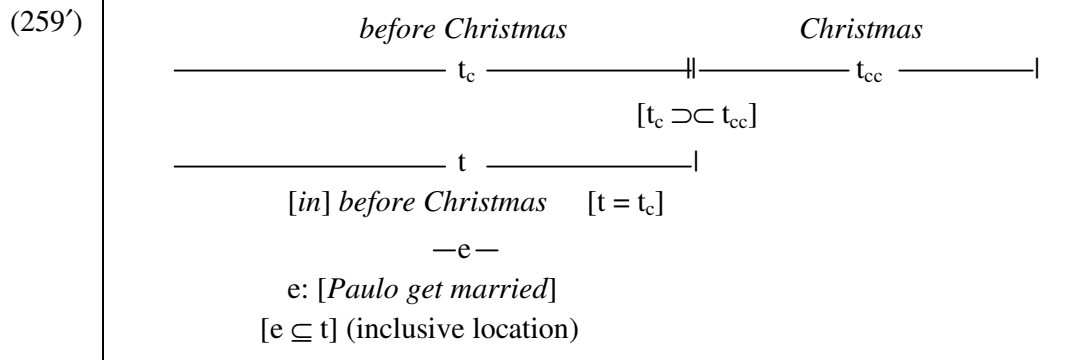 (259′)
before Christmas Christmas
t_c t_cc
[t_c ⊃⊂ t_cc]
t
[in] before Christmas [t = t_c]
e
e: [Paulo get married]
[e ⊆ t] (inclusive location)